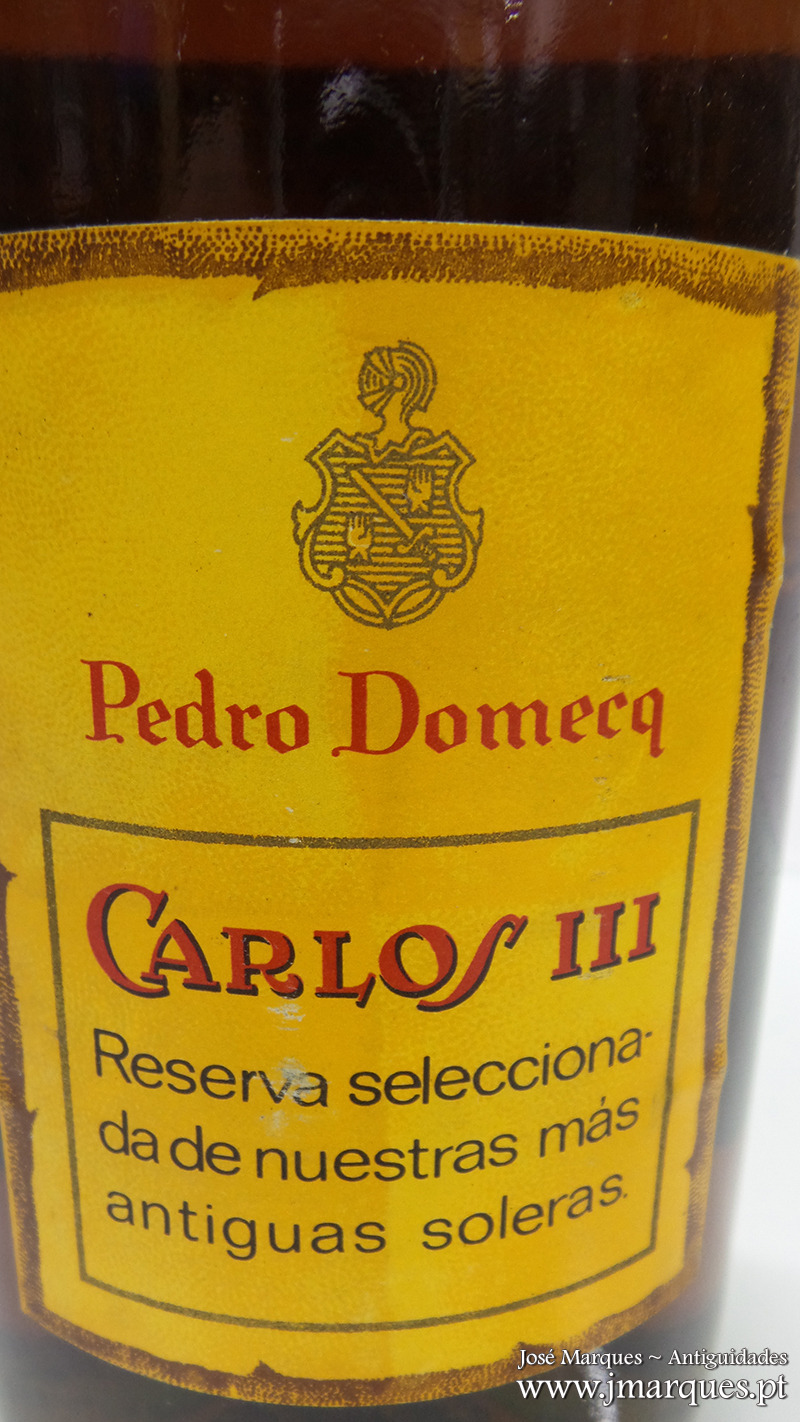 Pedro Domecq
CARLOS III
Reserva selecciona-
da de nuestras más
antiguas soleras.
José Marques ~ Antiguidades
www.jmarques.pt